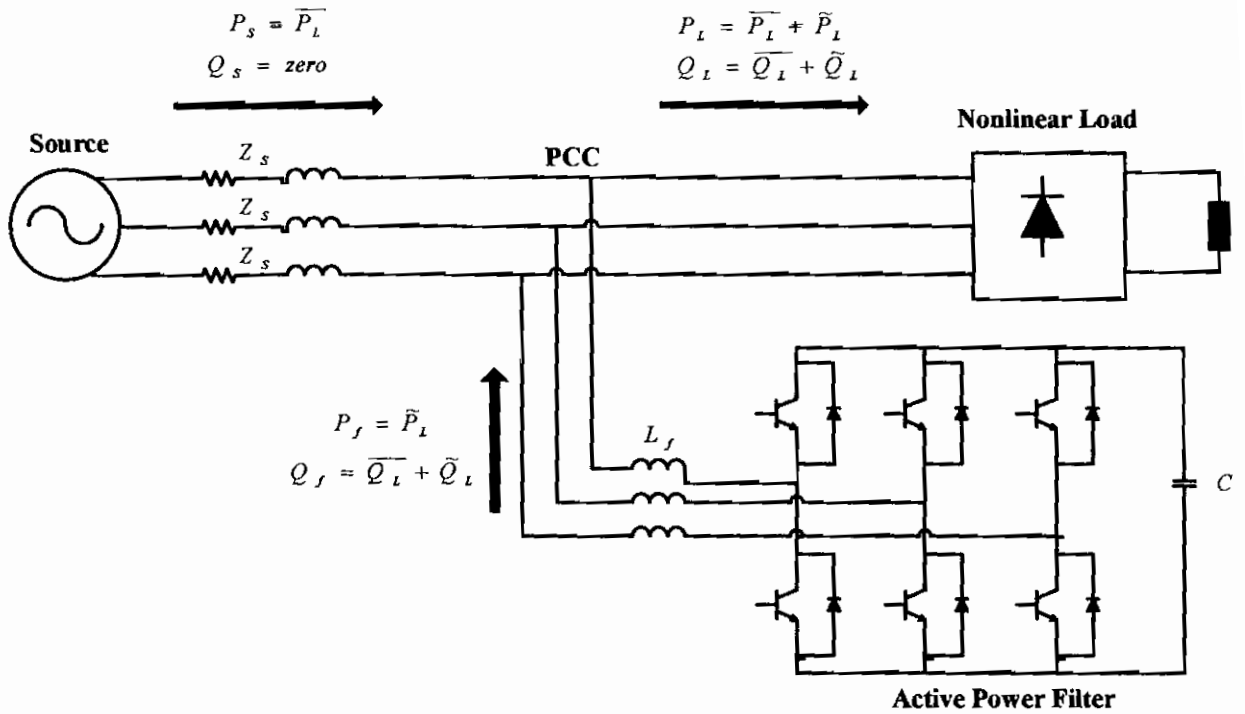 P_s = \overline{P_L}
Q_s = zero
P_L = \overline{P_L} + \tilde{P}_L
Q_L = \overline{Q_L} + \tilde{Q}_L
Nonlinear Load
Source
Z_s
PCC
Z_s
Z_s
P_f = \tilde{P}_L
Q_f = \overline{Q_L} + \tilde{Q}_L
L_f
C
Active Power Filter